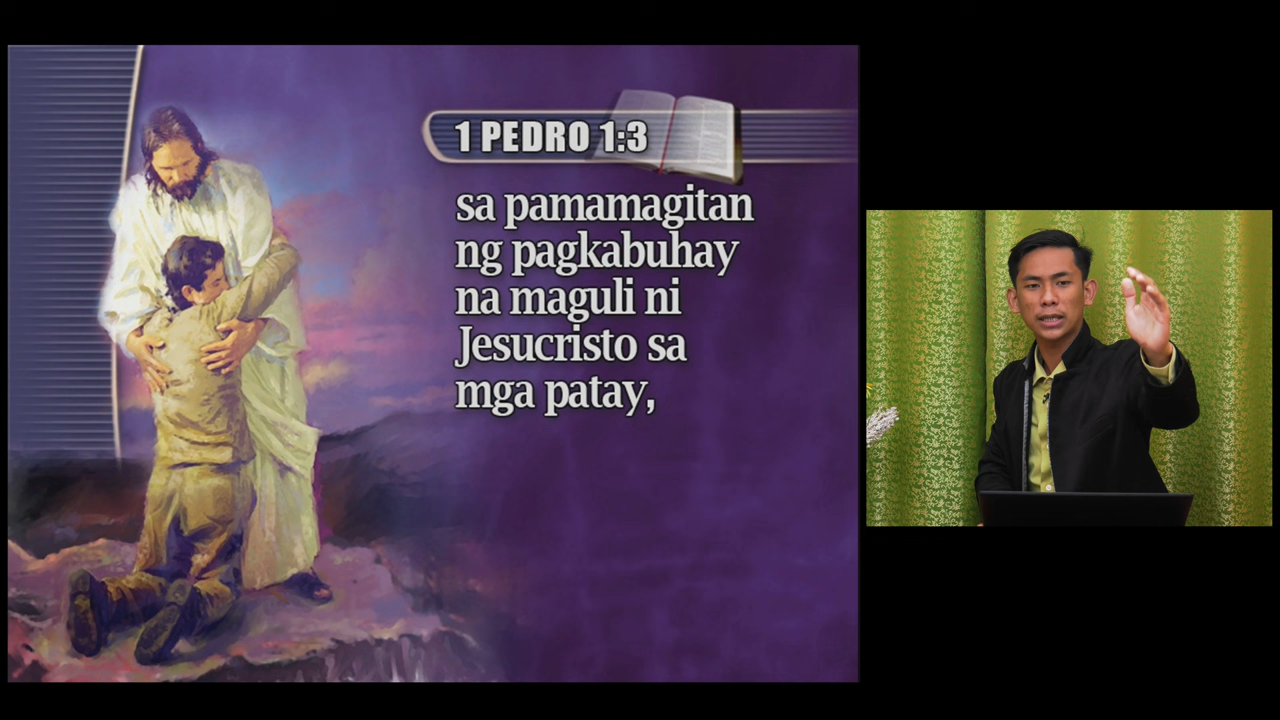 1 PEDRO 1:3
sa pamamagitan
ng pagkabuhay
na maguli ni
Jesucristo sa
mga patay,